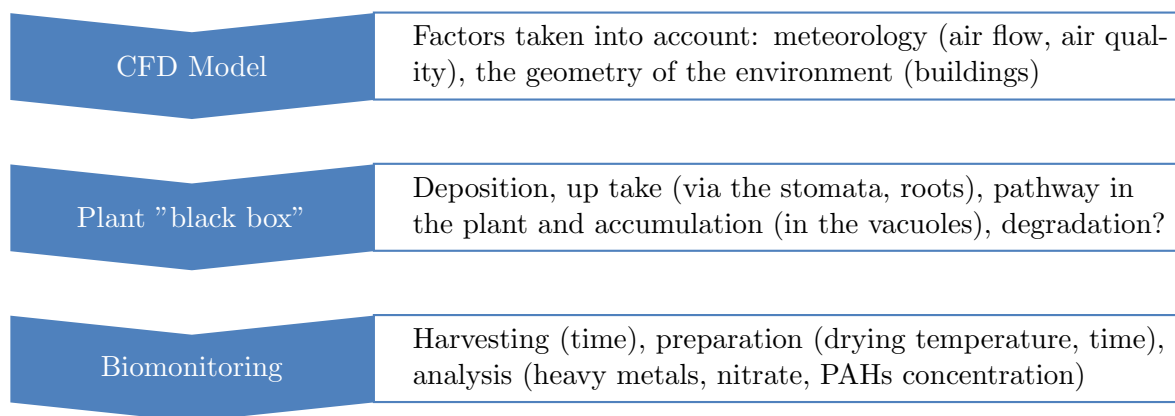 CFD Model
Factors taken into account: meteorology (air flow, air qual-
ity), the geometry of the environment (buildings)
Plant "black box"
Deposition, up take (via the stomata, roots), pathway in
the plant and accumulation (in the vacuoles), degradation?
Biomonitoring
Harvesting (time), preparation (drying temperature, time),
analysis (heavy metals, nitrate, PAHs concentration)